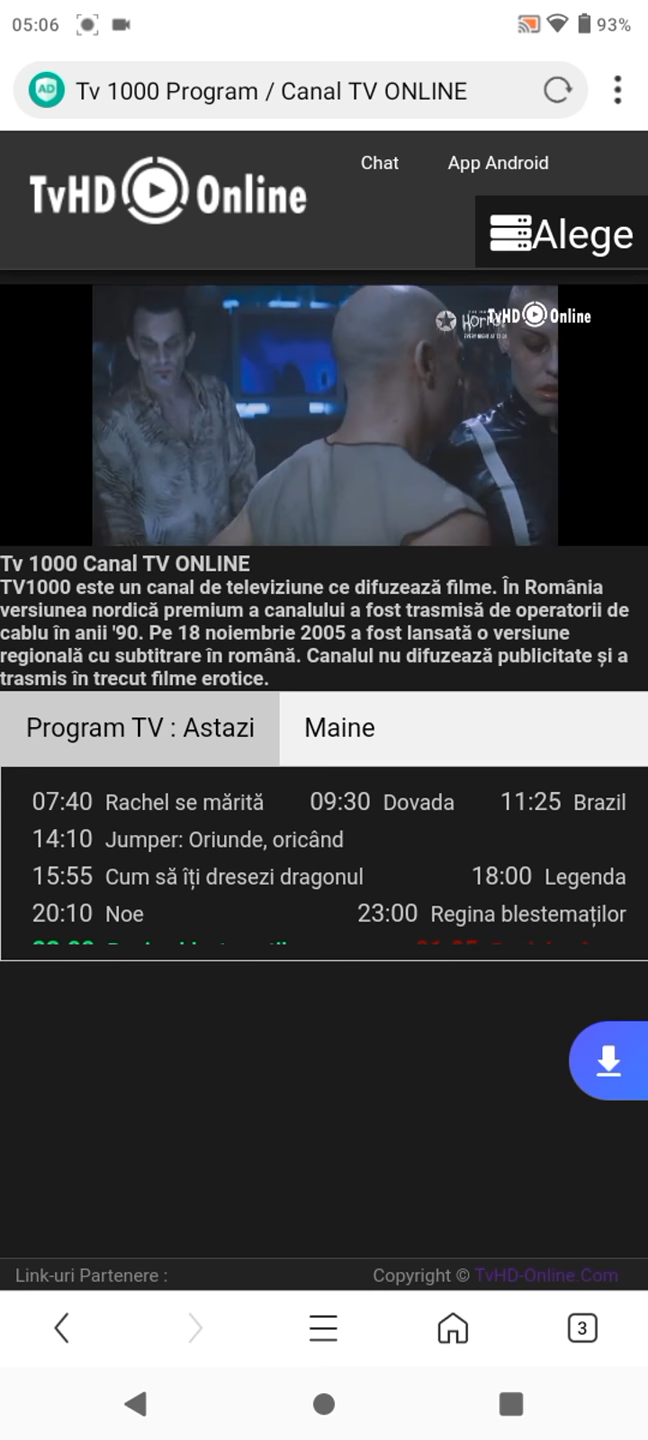 05:06
93%
AD Tv 1000 Program / Canal TV ONLINE
Chat App Android
TvHD Online
Alege
TvHD Online
Tv 1000 Canal TV ONLINE
TV1000 este un canal de televiziune ce difuzează filme. În România
versiunea nordică premium a canalului a fost trasmisă de operatorii de
cablu în anii '90. Pe 18 noiembrie 2005 a fost lansată o versiune
regională cu subtitrare în română. Canalul nu difuzează publicitate și a
trasmis în trecut filme erotice.
Program TV : Astazi Maine
07:40 Rachel se mărită 09:30 Dovada 11:25 Brazil
14:10 Jumper: Oriunde, oricând
15:55 Cum să îți dresezi dragonul 18:00 Legenda
20:10 Noe 23:00 Regina blestemaților
Link-uri Partenere : Copyright © TvHD-Online.Com
3